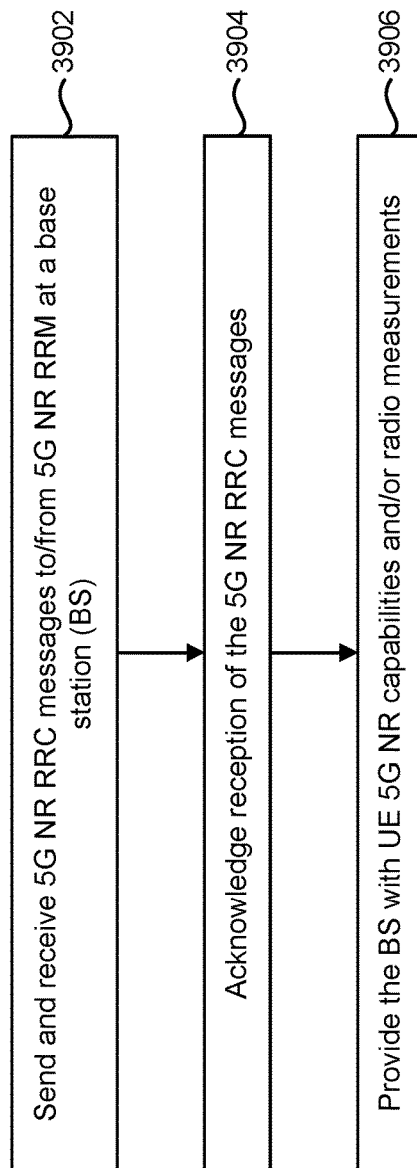 3902
Send and receive 5G NR RRC messages to/from 5G NR RRM at a base
station (BS)
3904
Acknowledge reception of the 5G NR RRC messages
3906
Provide the BS with UE 5G NR capabilities and/or radio measurements